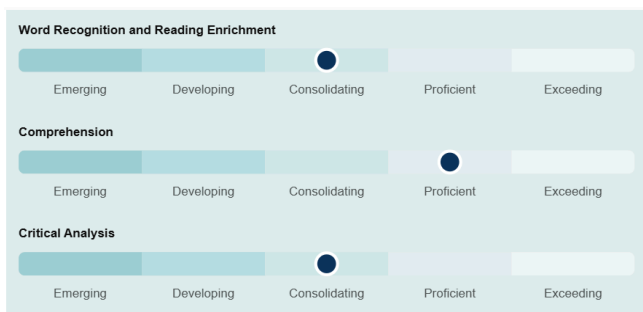 Word Recognition and Reading Enrichment
Emerging Developing Consolidating Proficient Exceeding
Comprehension
Emerging Developing Consolidating Proficient Exceeding
Critical Analysis
Emerging Developing Consolidating Proficient Exceeding